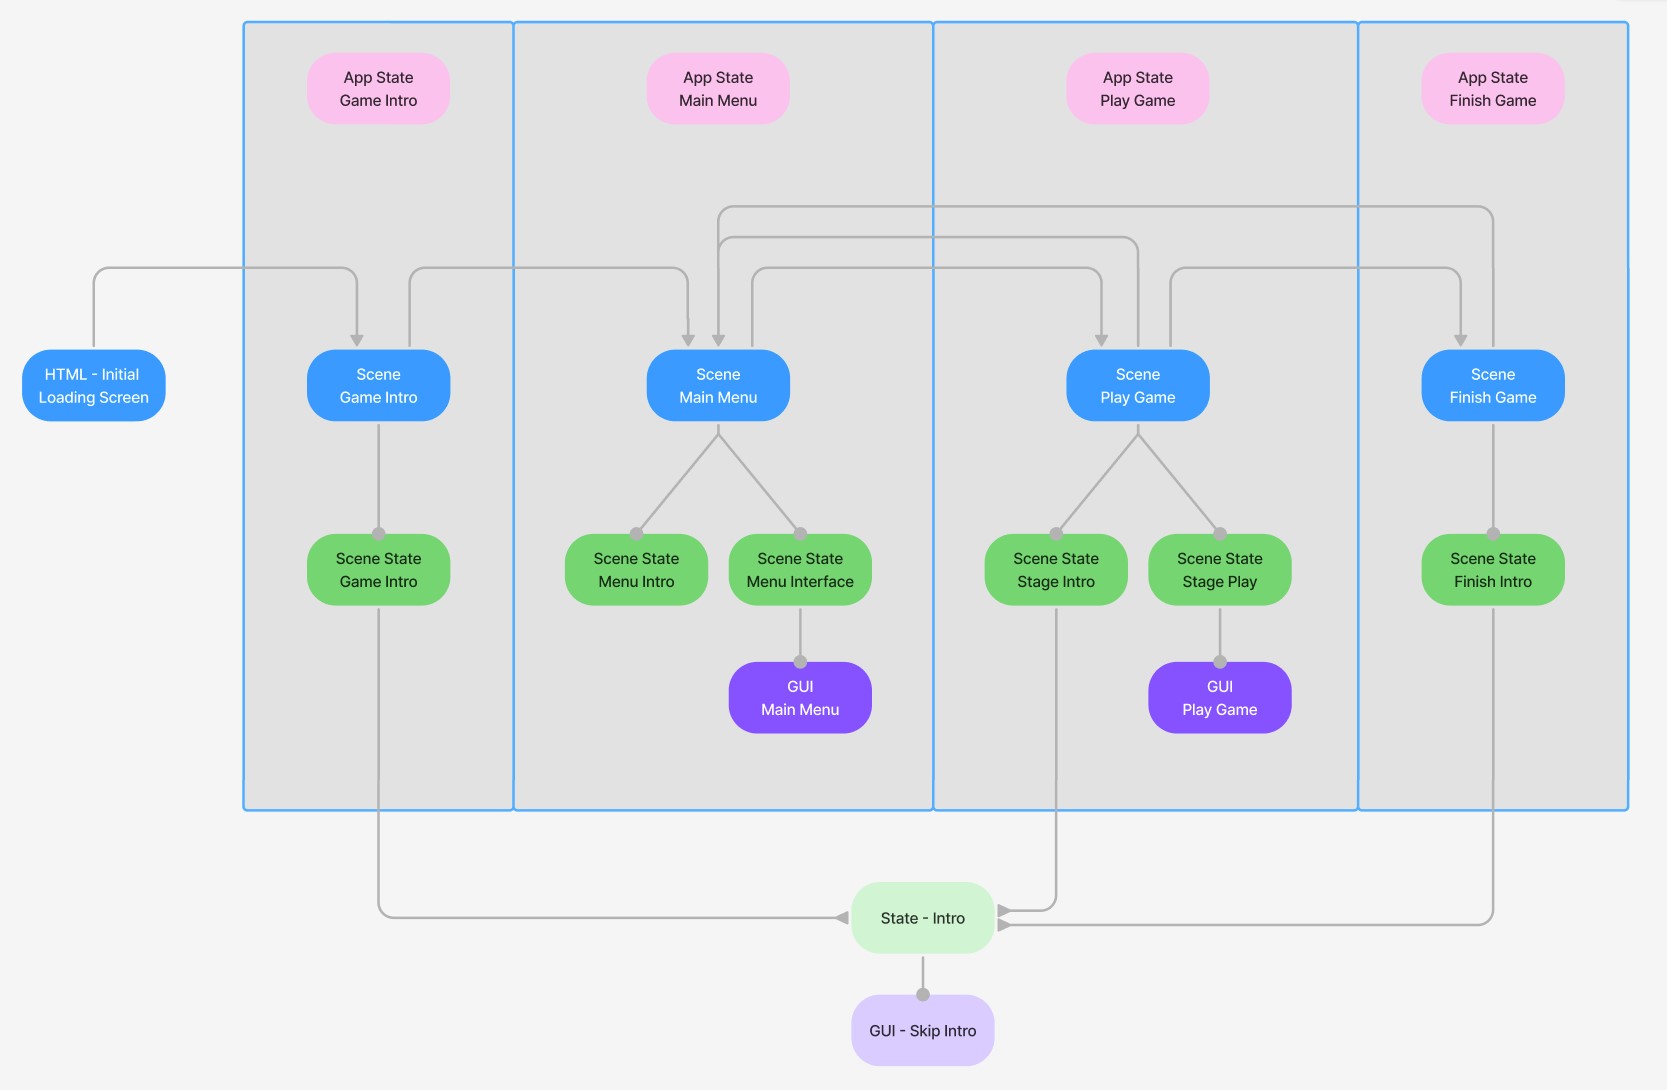 App State
Game Intro
App State
Main Menu
App State
Play Game
App State
Finish Game
HTML - Initial
Loading Screen
Scene
Game Intro
Scene
Main Menu
Scene
Play Game
Scene
Finish Game
Scene State
Game Intro
Scene State
Menu Intro
Scene State
Menu Interface
Scene State
Stage Intro
Scene State
Stage Play
Scene State
Finish Intro
GUI
Main Menu
GUI
Play Game
State - Intro
GUI - Skip Intro